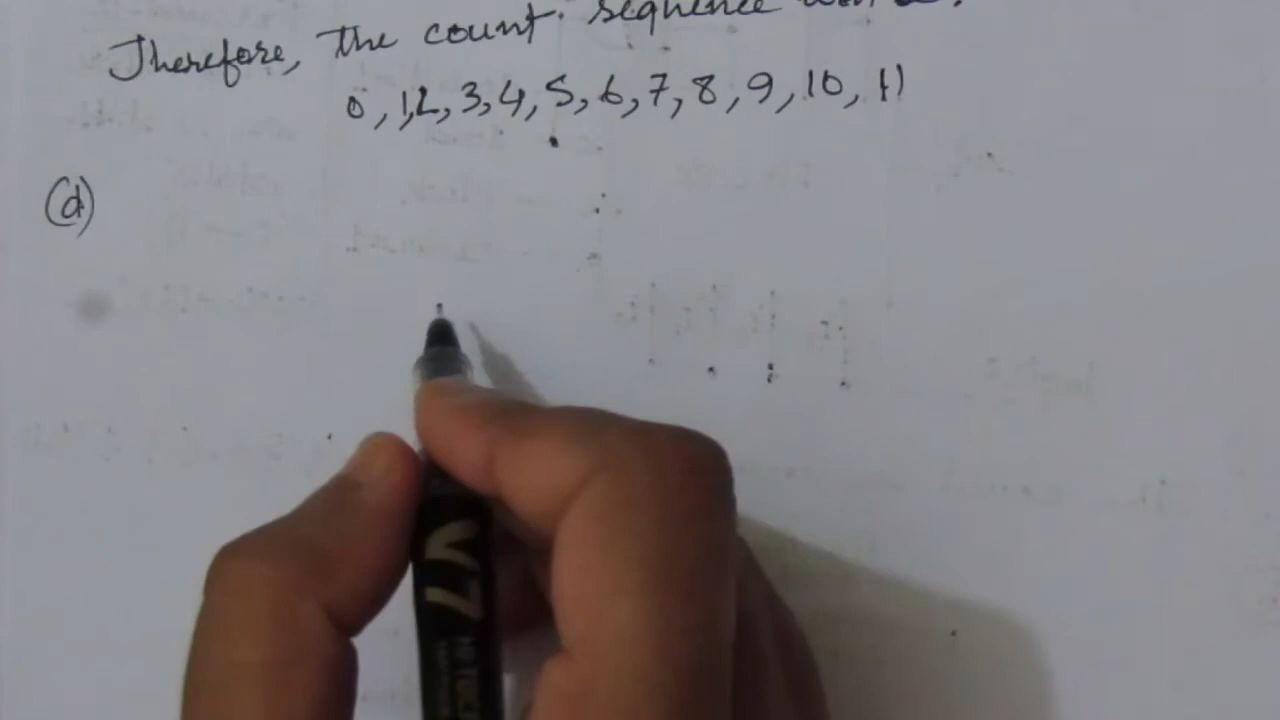 Therefore, the count sequence
0, 1, 2, 3, 4, 5, 6, 7, 8, 9, 10, 11
(d)
V7